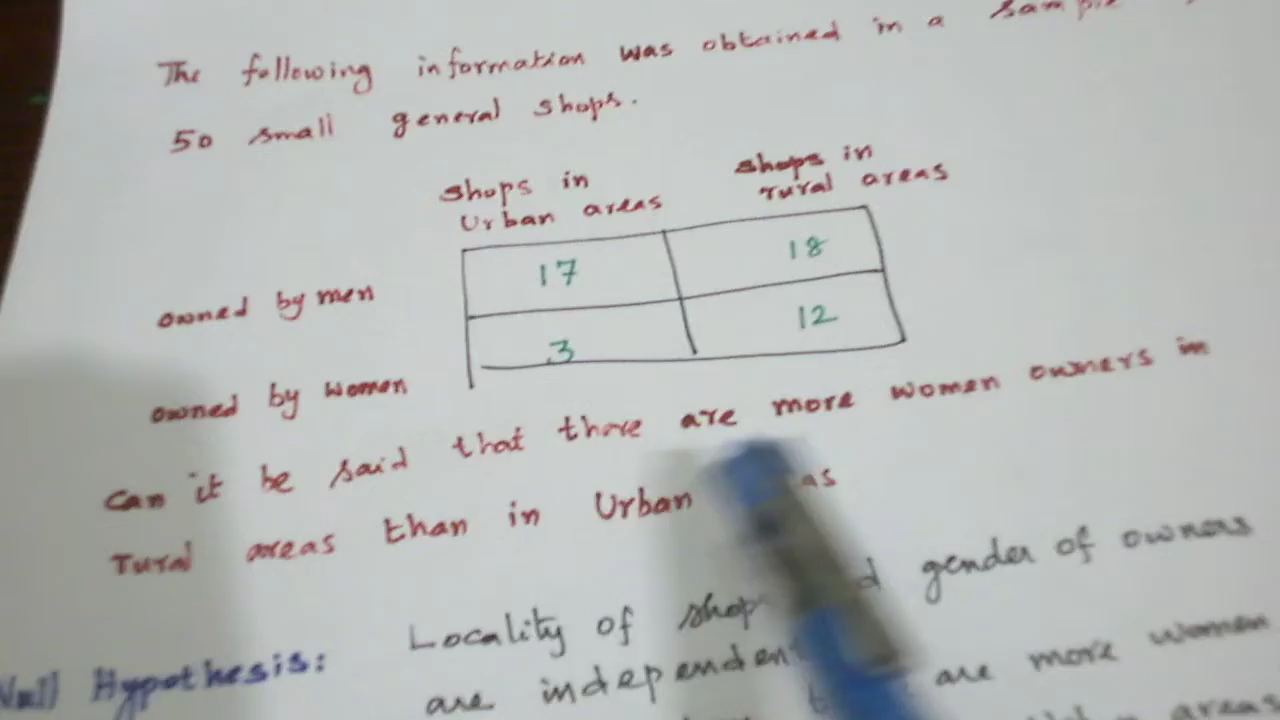 The following information was obtained in a
50 small general shops.
shops in
Urban areas
shops in
rural areas
owned by men 17 18
owned by women 3 12
can it be said that there are more women owners in
rural areas than in Urban
Null Hypothesis: Locality of shop gender of owners
are independent are more women
areas